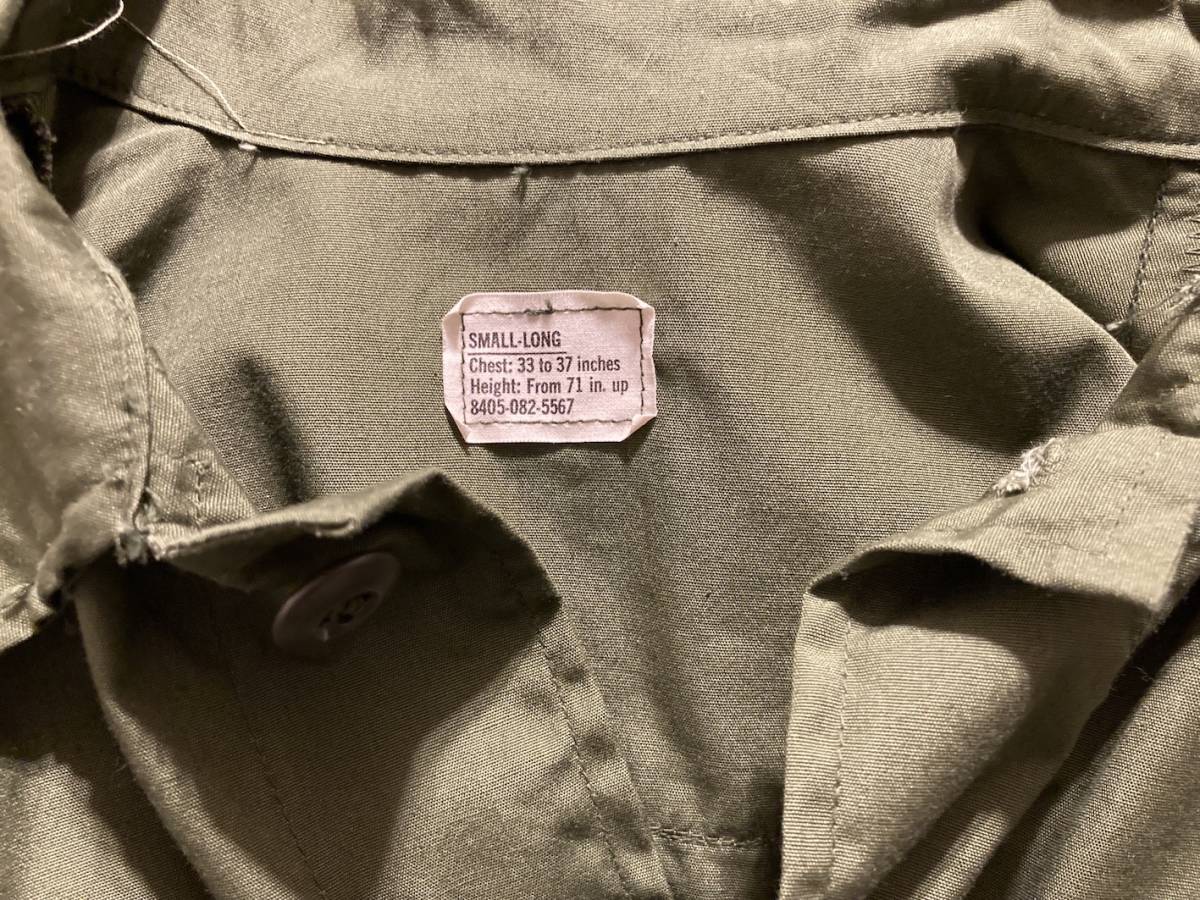 SMALL-LONG
Chest: 33 to 37 inches
Height: From 71 in. up
8405-082-5567